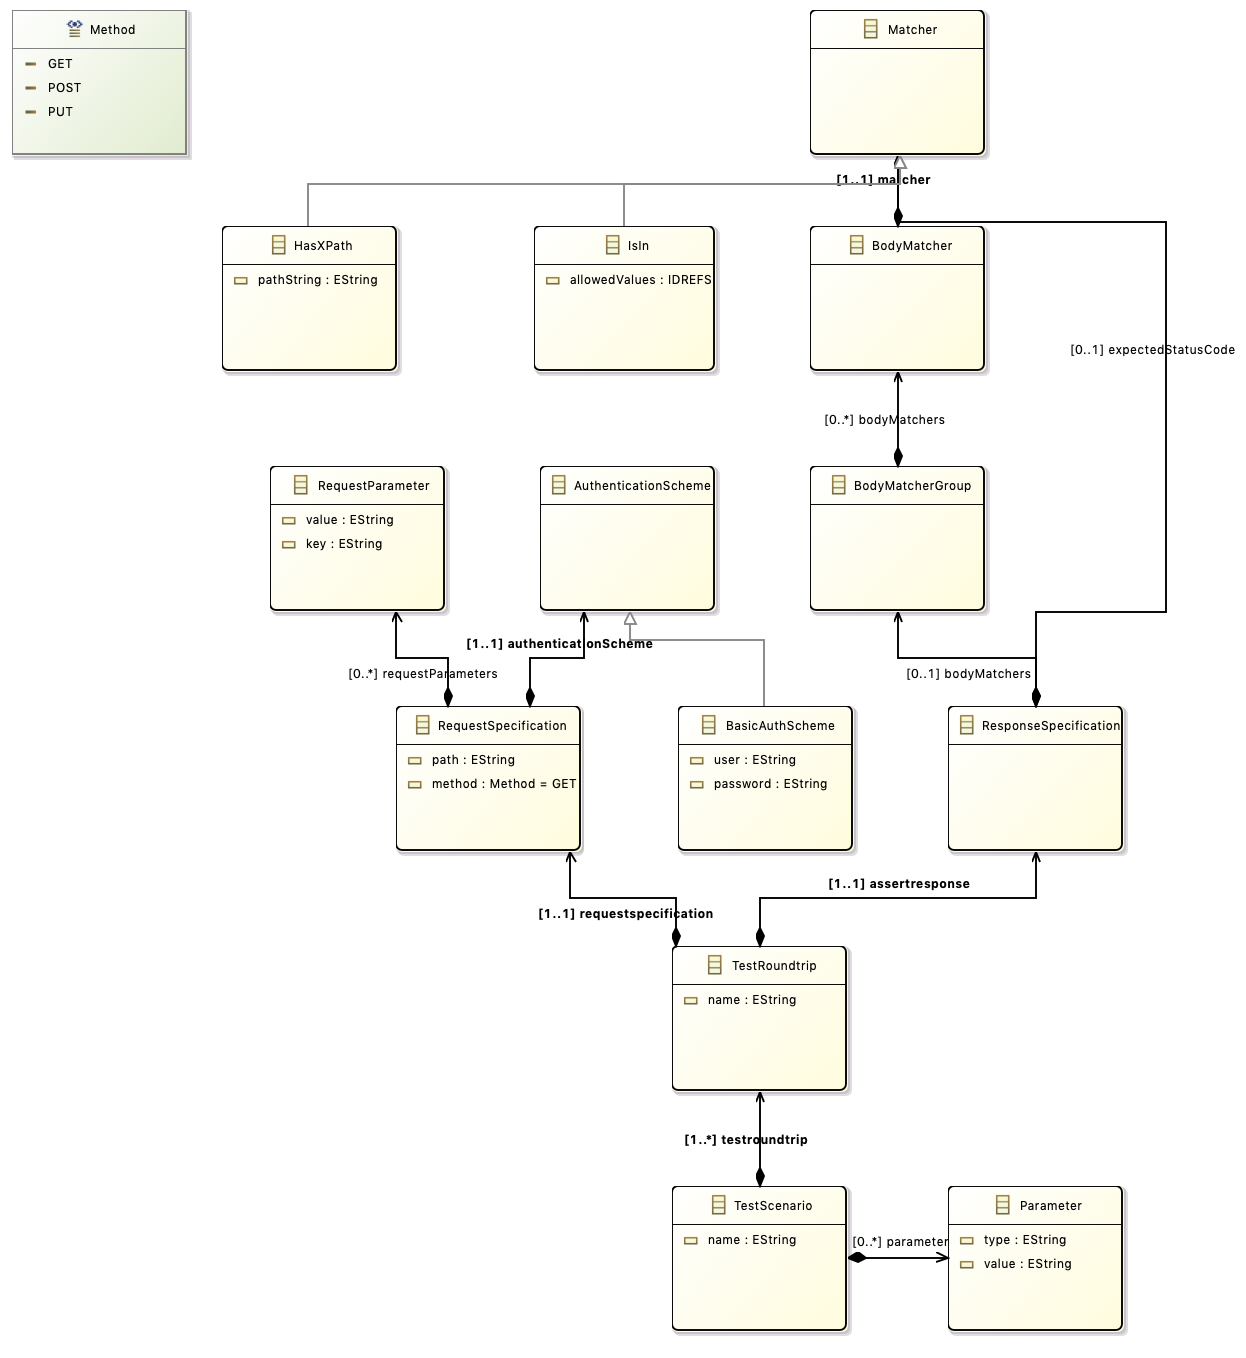 Method
GET
POST
PUT
Matcher
[1..1] matcher
HasXPath
pathString : EString
IsIn
allowedValues : IDREFS
BodyMatcher
[0..1] expectedStatusCode
[0..*] bodyMatchers
RequestParameter
value : EString
key : EString
AuthenticationScheme
BodyMatcherGroup
[1..1] authenticationScheme
[0..*] requestParameters
[0..1] bodyMatchers
RequestSpecification
path : EString
method : Method = GET
BasicAuthScheme
user : EString
password : EString
ResponseSpecification
[1..1] assertresponse
[1..1] requestspecification
TestRoundtrip
name : EString
[1..*] testroundtrip
TestScenario
name : EString
[0..*] parameter
Parameter
type : EString
value : EString